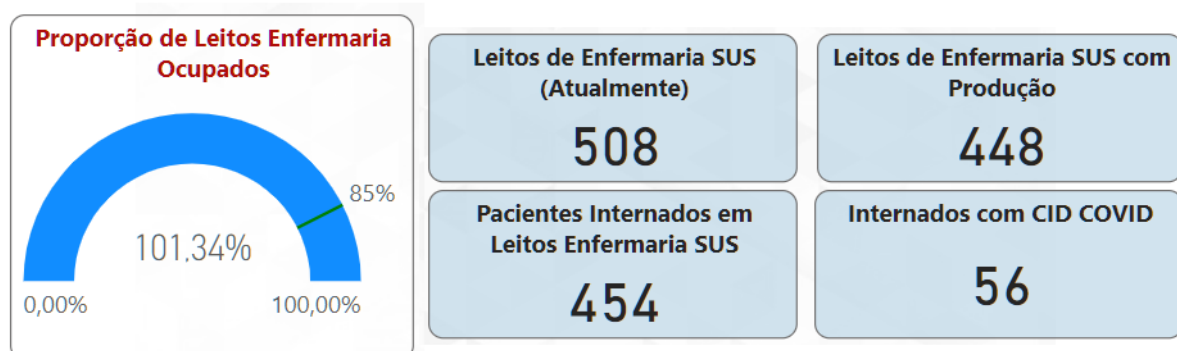 Proporção de Leitos Enfermaria
Ocupados
85%
101,34%
0,00%
100,00%
Leitos de Enfermaria SUS
(Atualmente)
508
Leitos de Enfermaria SUS com
Produção
448
Pacientes Internados em
Leitos Enfermaria SUS
454
Internados com CID COVID
56